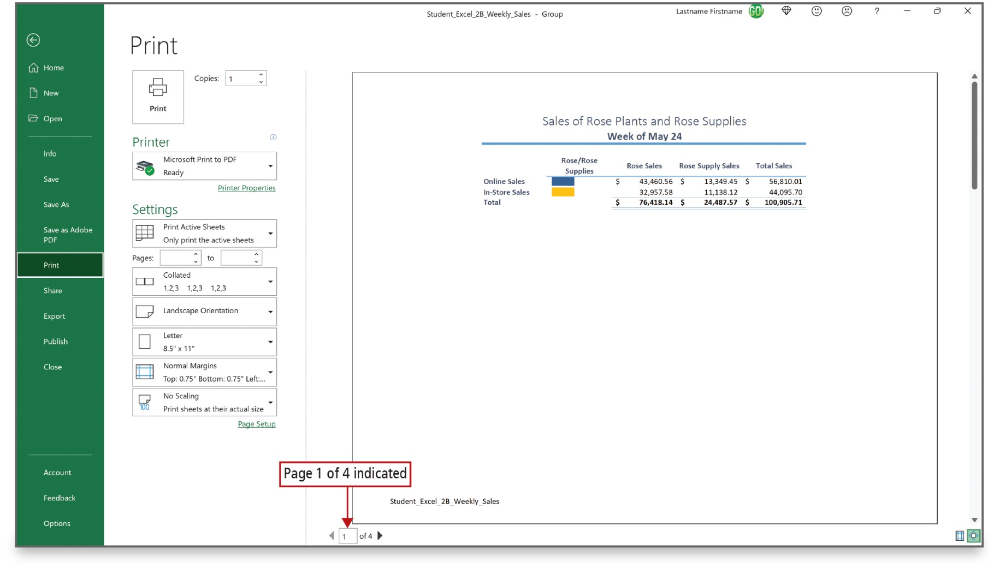 Student_Excel_2B_Weekly_Sales - Group
Lastname Firstname GO! ?
Home
New
Open
Info
Save
Save As
Save as Adobe
PDF
Print
Share
Export
Publish
Close
Account
Feedback
Options
Print
Print
Copies: 1
Printer
Microsoft Print to PDF
Ready
Printer Properties
Settings
Print Active Sheets
Only print the active sheets
Pages: to
Collated
1,2,3 1,2,3 1,2,3
Landscape Orientation
Letter
8.5" x 11"
Normal Margins
Top: 0.75" Bottom: 0.75" Left:...
No Scaling
100
Print sheets at their actual size
Page Setup
Sales of Rose Plants and Rose Supplies
Week of May 24
Rose/Rose
Supplies
Rose Sales Rose Supply Sales Total Sales
Online Sales $ 43,460.56 $ 13,349.45 $ 56,810.01
In-Store Sales 32,957.58 11,138.12 44,095.70
Total $ 76,418.14 $ 24,487.57 $ 100,905.71
Page 1 of 4 indicated
Student_Excel_2B_Weekly_Sales
1 of 4